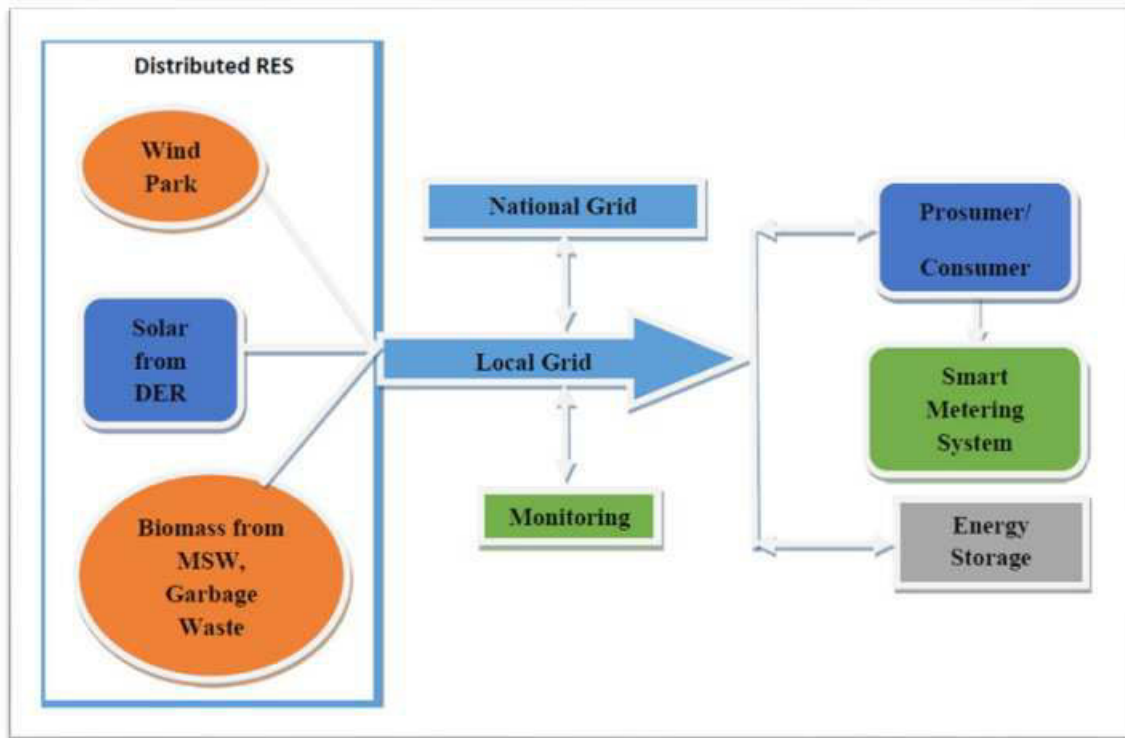 Distributed RES
Wind
Park
Solar
from
DER
Biomass from
MSW,
Garbage
Waste
National Grid
Local Grid
Monitoring
Prosumer/
Consumer
Smart
Metering
System
Energy
Storage